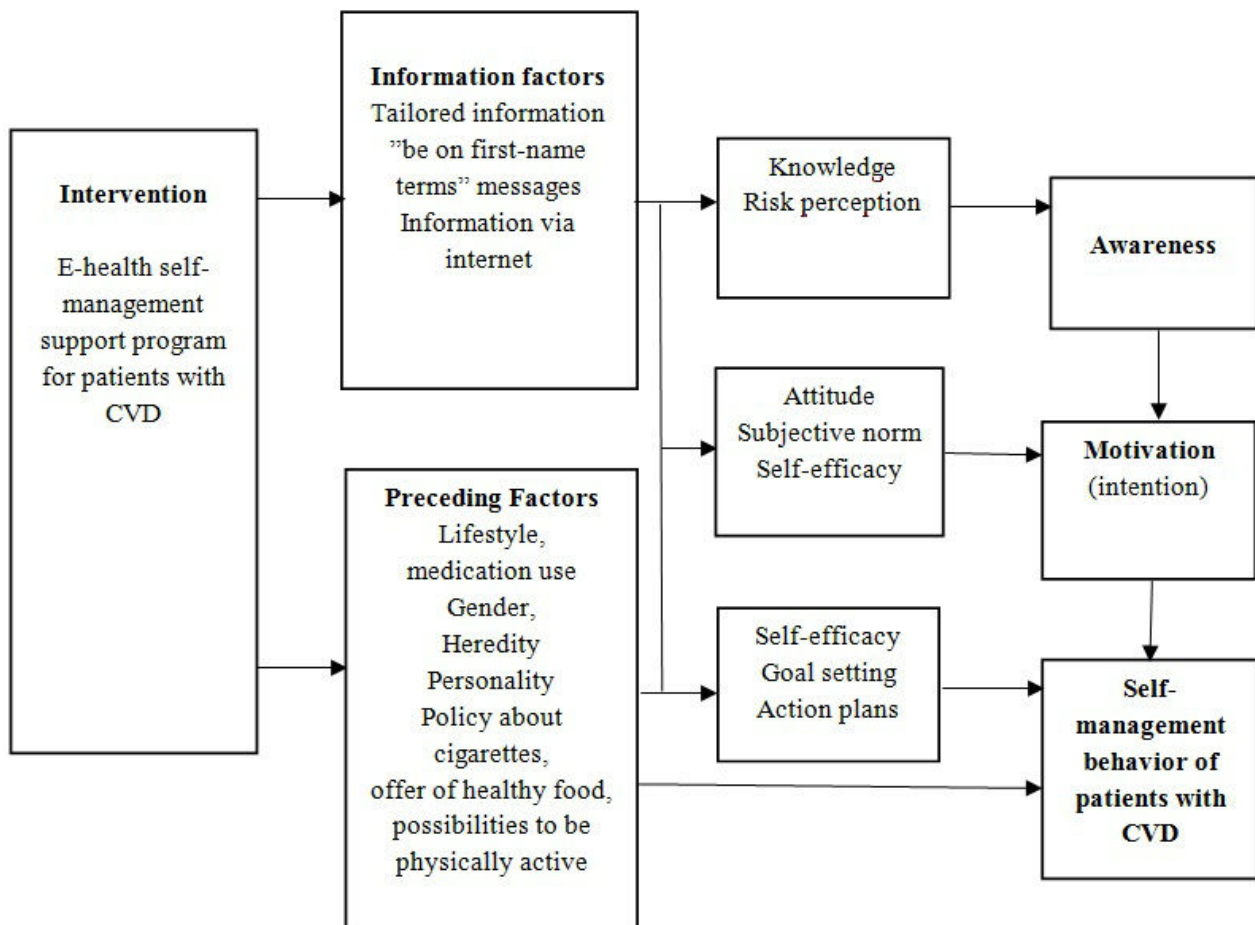 Intervention
E-health self-
management
support program
for patients with
CVD
Information factors
Tailored information
”be on first-name
terms” messages
Information via
internet
Preceding Factors
Lifestyle,
medication use
Gender,
Heredity
Personality
Policy about
cigarettes,
offer of healthy food,
possibilities to be
physically active
Knowledge
Risk perception
Attitude
Subjective norm
Self-efficacy
Self-efficacy
Goal setting
Action plans
Awareness
Motivation
(intention)
Self-
management
behavior of
patients with
CVD